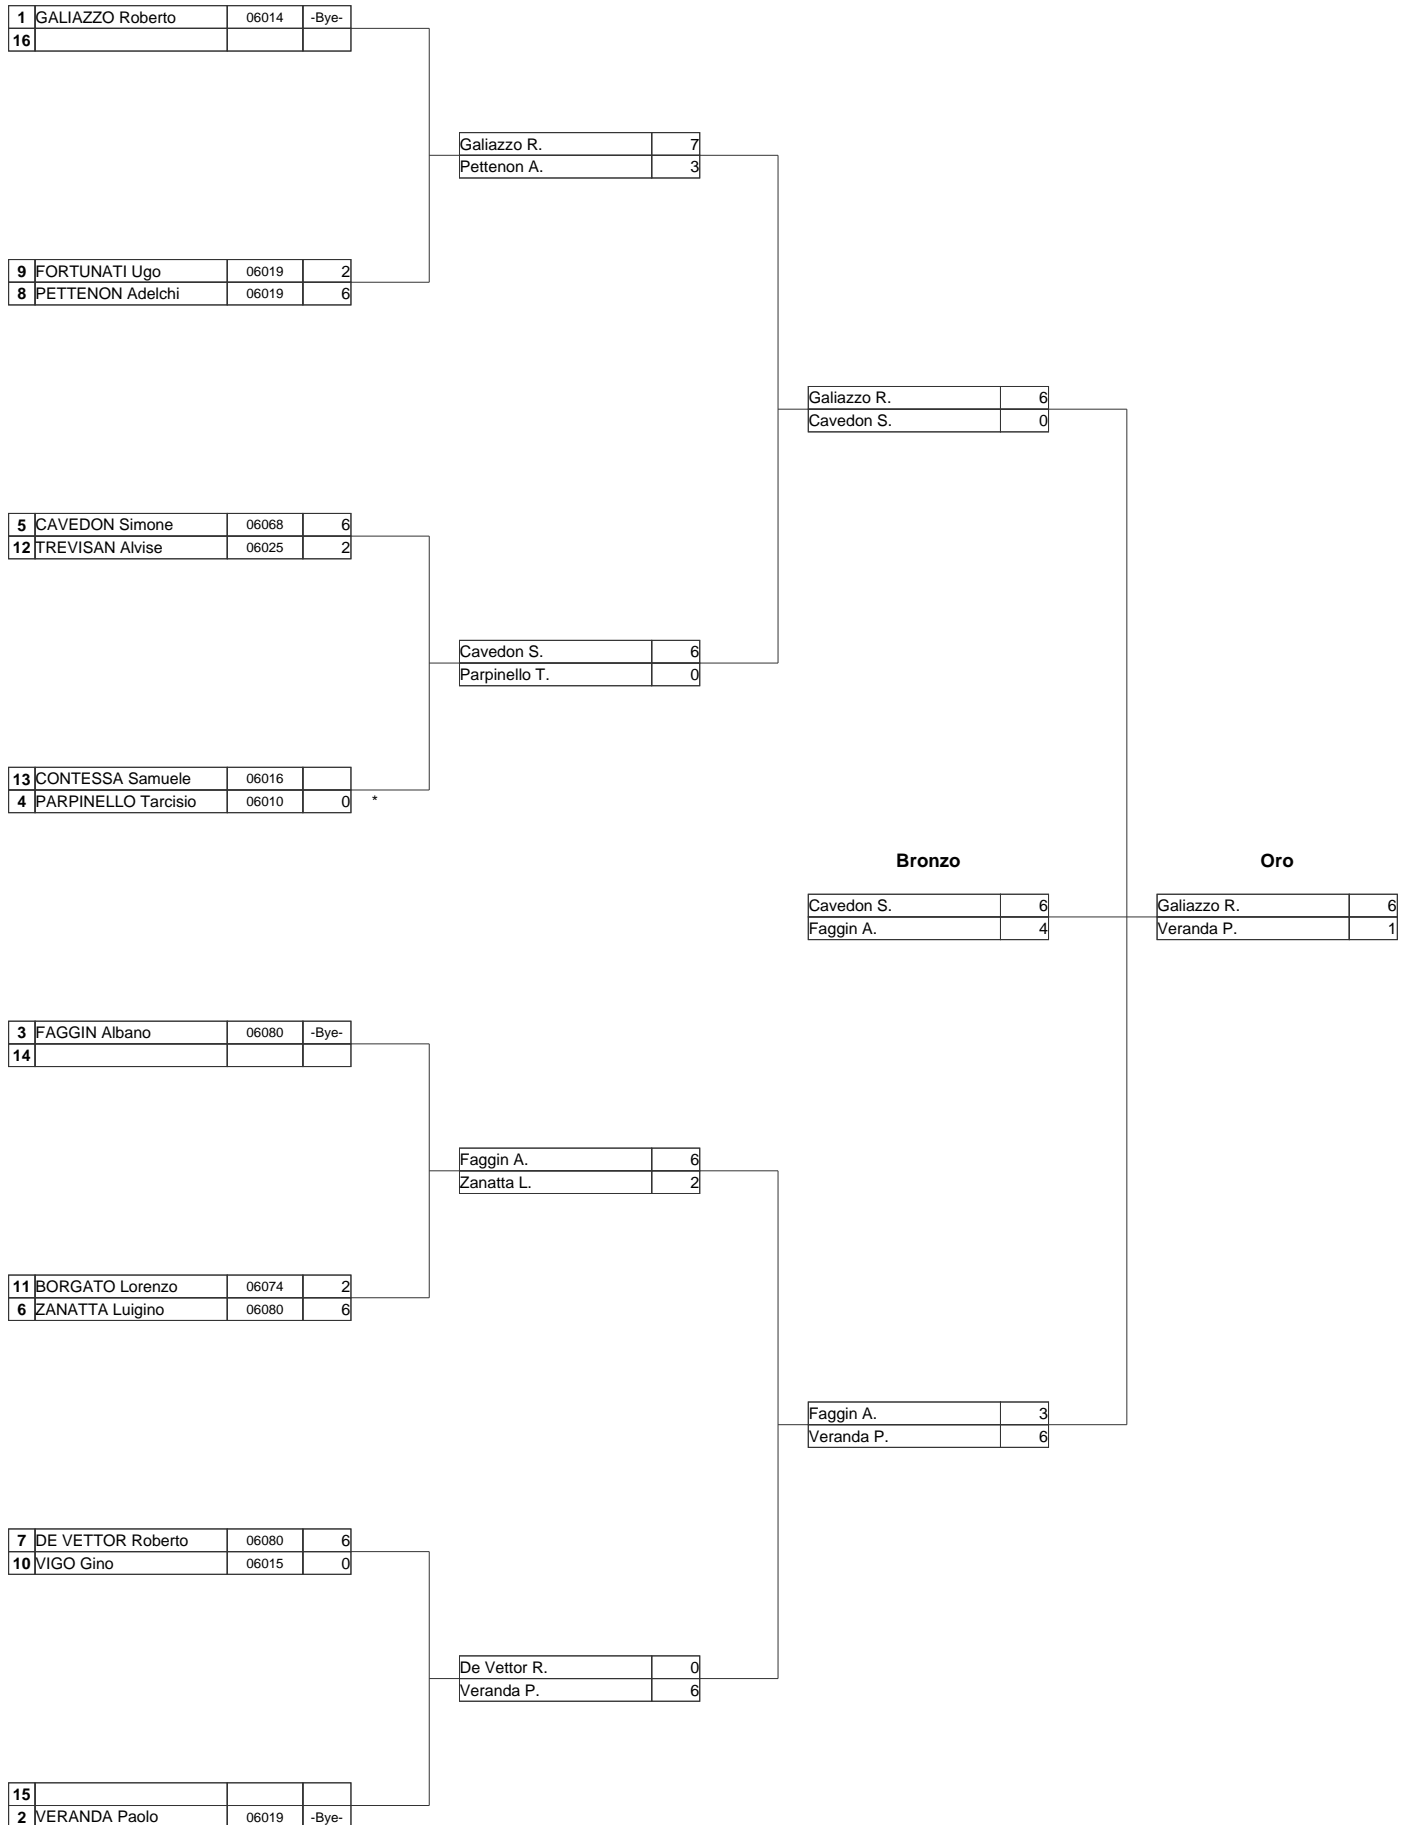 1 GALIAZZO Roberto 06014 -Bye-
16
Galiazzo R. 7
Pettenon A. 3
9 FORTUNATI Ugo 06019 2
8 PETTENON Adelchi 06019 6
Galiazzo R. 6
Cavedon S. 0
5 CAVEDON Simone 06068 6
12 TREVISAN Alvise 06025 2
Cavedon S. 6
Parpinello T. 0
13 CONTESSA Samuele 06016
4 PARPINELLO Tarcisio 06010 0 *
Bronzo Oro
Cavedon S. 6 Galiazzo R. 6
Faggin A. 4 Veranda P. 1
3 FAGGIN Albano 06080 -Bye-
14
Faggin A. 6
Zanatta L. 2
11 BORGATO Lorenzo 06074 2
6 ZANATTA Luigino 06080 6
Faggin A. 3
Veranda P. 6
7 DE VETTOR Roberto 06080 6
10 VIGO Gino 06015 0
De Vettor R. 0
Veranda P. 6
15
2 VERANDA Paolo 06019 -Bye-